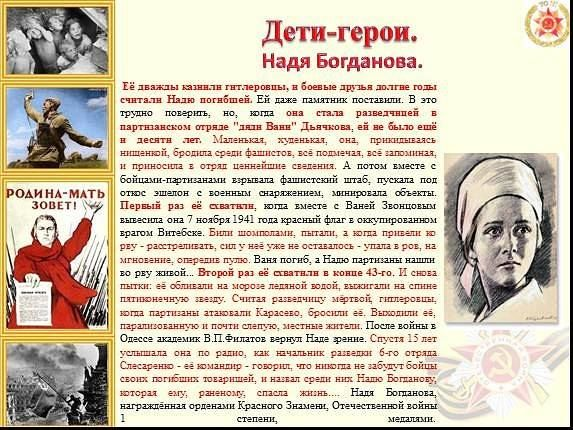 Дети-герои.
Надя Богданова.
Её дважды казнили гитлеровцы, и боевые друзья долгие годы
считали Надю погибшей. Ей даже памятник поставили. В это
трудно поверить, но, когда она стала разведчицей в
партизанском отряде "дяди Вани" Дьячкова, ей не было ещё
и десяти лет. Маленькая, худенькая, она, прикидываясь
нищенкой, бродила среди фашистов, всё подмечая, всё запоминая,
и приносила в отряд ценнейшие сведения. А потом вместе с
бойцами-партизанами взрывала фашистский штаб, пускала под
откос эшелон с военным снаряжением, минировала объекты.
Первый раз её схватили, когда вместе с Ваней Звонцовым
вывесила она 7 ноября 1941 года красный флаг в оккупированном
врагом Витебске. Били шомполами, пытали, а когда привели ко
рву - расстреливать, сил у неё уже не оставалось - упала в ров, на
мгновение, опередив пулю. Ваня погиб, а Надю партизаны нашли
во рву живой... Второй раз её схватили в конце 43-го. И снова
пытки: её обливали на морозе ледяной водой, выжигали на спине
пятиконечную звезду. Считая разведчицу мёртвой, гитлеровцы,
когда партизаны атаковали Карасево, бросили её. Выходили её,
парализованную и почти слепую, местные жители. После войны в
Одессе академик В.П.Филатов вернул Наде зрение. Спустя 15 лет
услышала она по радио, как начальник разведки 6-го отряда
Слесаренко - её командир - говорил, что никогда не забудут бойцы
своих погибших товарищей, и назвал среди них Надю Богданову,
которая ему, раненому, спасла жизнь.... Надя Богданова,
награждённая орденами Красного Знамени, Отечественной войны
1 степени, медалями.
РОДИНА-МАТЬ
ЗОВЕТ!